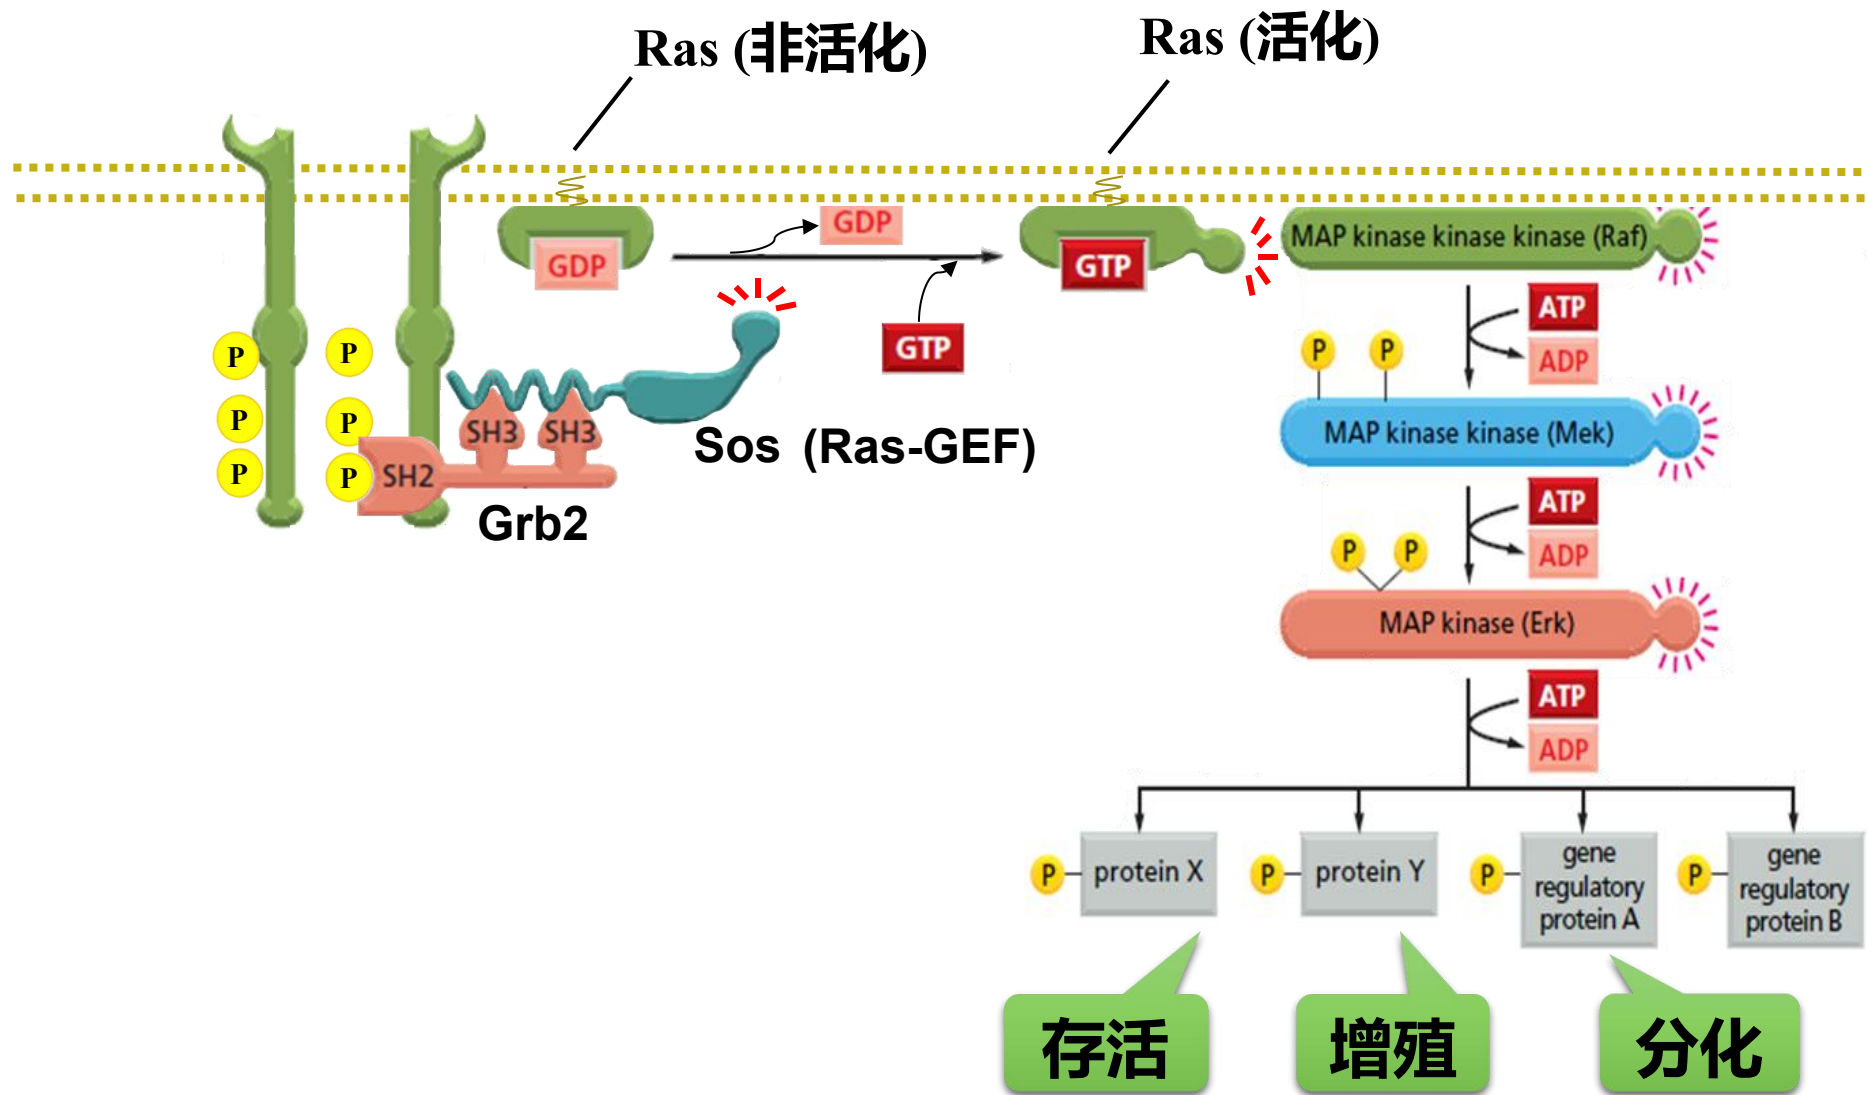 Ras (非活化)
Ras (活化)
GDP
GDP
GTP
GTP
MAP kinase kinase kinase (Raf)
ATP
ADP
P
P
P
P
P
P
P
P
SH3
SH3
SH2
Sos (Ras-GEF)
Grb2
MAP kinase kinase (Mek)
ATP
ADP
P
P
MAP kinase (Erk)
ATP
ADP
P
protein X
P
protein Y
P
gene
regulatory
protein A
P
gene
regulatory
protein B
存活
增殖
分化